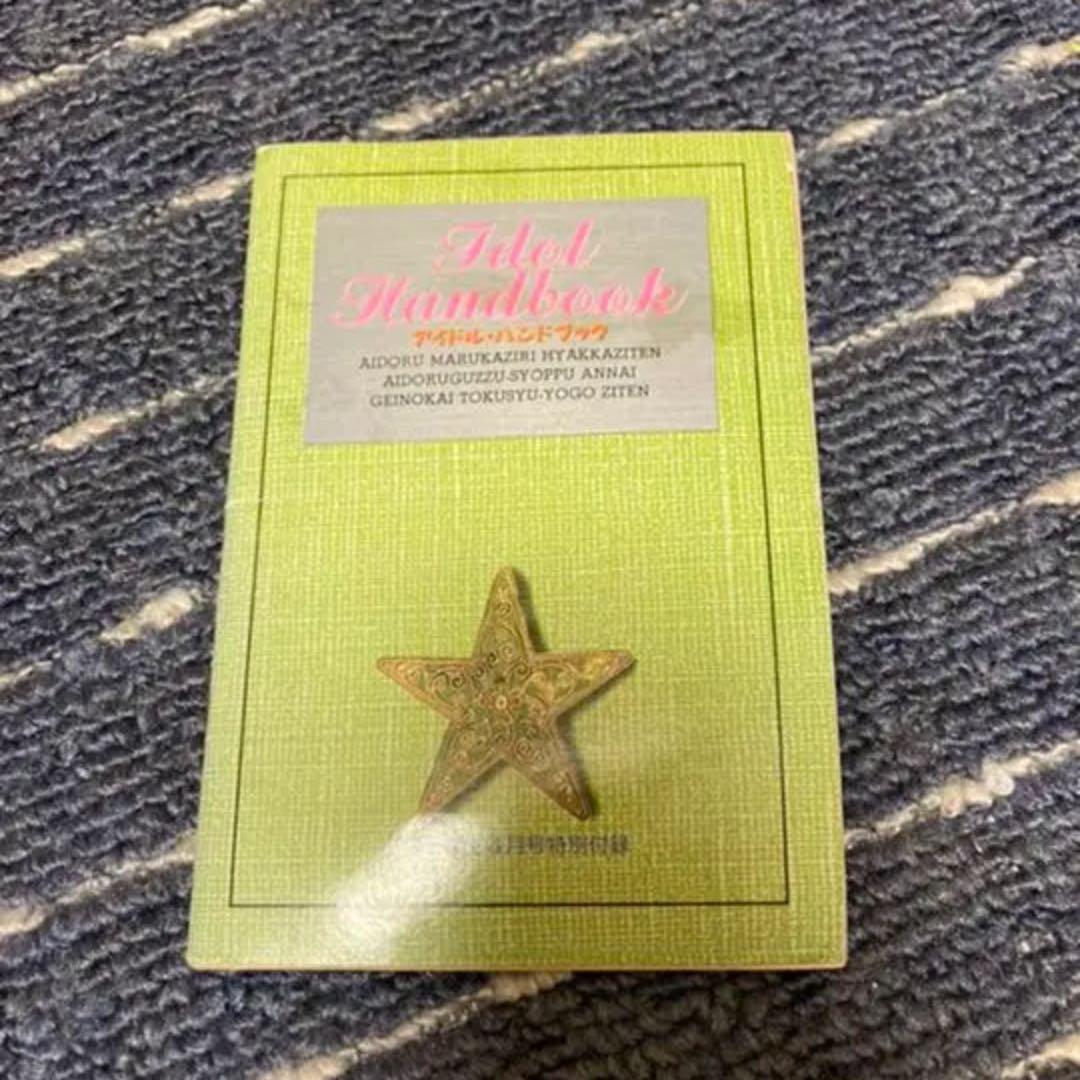 Idol
Handbook
アイドル・ハンドブック
AIDORU MARUKAZIRI HYAKKAZITEN
AIDORUGUZZU-SYOPPU ANNAI
GEINOKAI TOKUSYU-YOGO ZITEN
月号特別付録